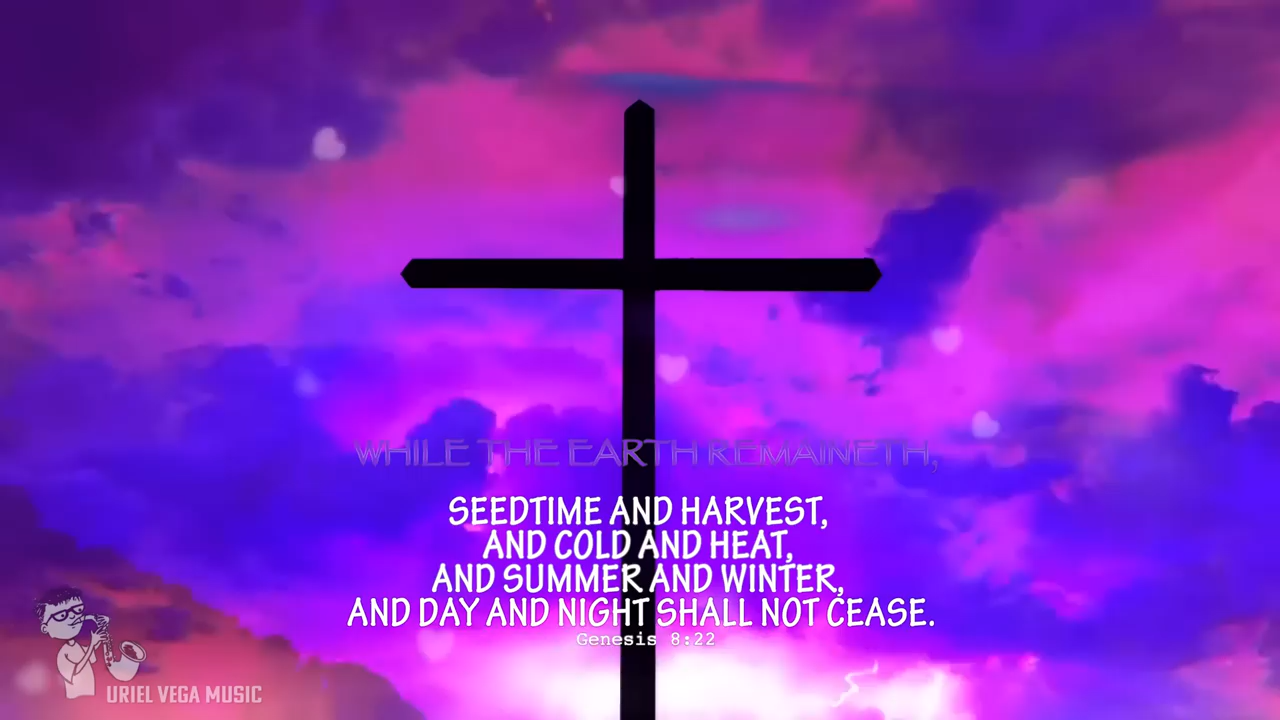 WHILE THE EARTH REMAINETH,
SEEDTIME AND HARVEST,
AND COLD AND HEAT,
AND SUMMER AND WINTER,
AND DAY AND NIGHT SHALL NOT CEASE.
Genesis 8:22
URIEL VEGA MUSIC